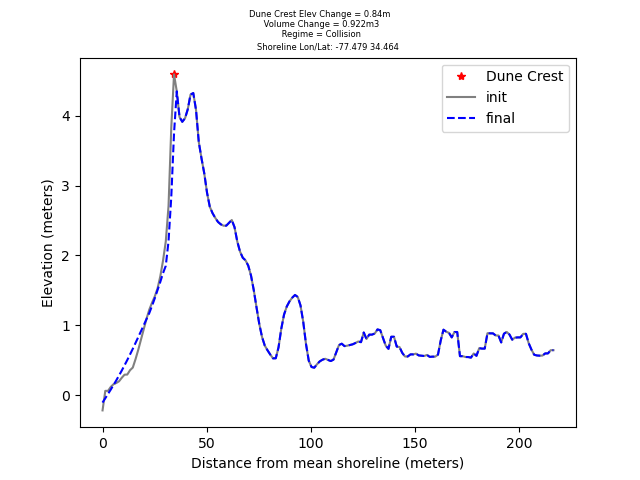 Dune Crest Elev Change = 0.84m
Volume Change = 0.922m3
Regime = Collision
Shoreline Lon/Lat: -77.479 34.464
Dune Crest
init
final
4
3
2
1
0
Elevation (meters)
0 50 100 150 200
Distance from mean shoreline (meters)